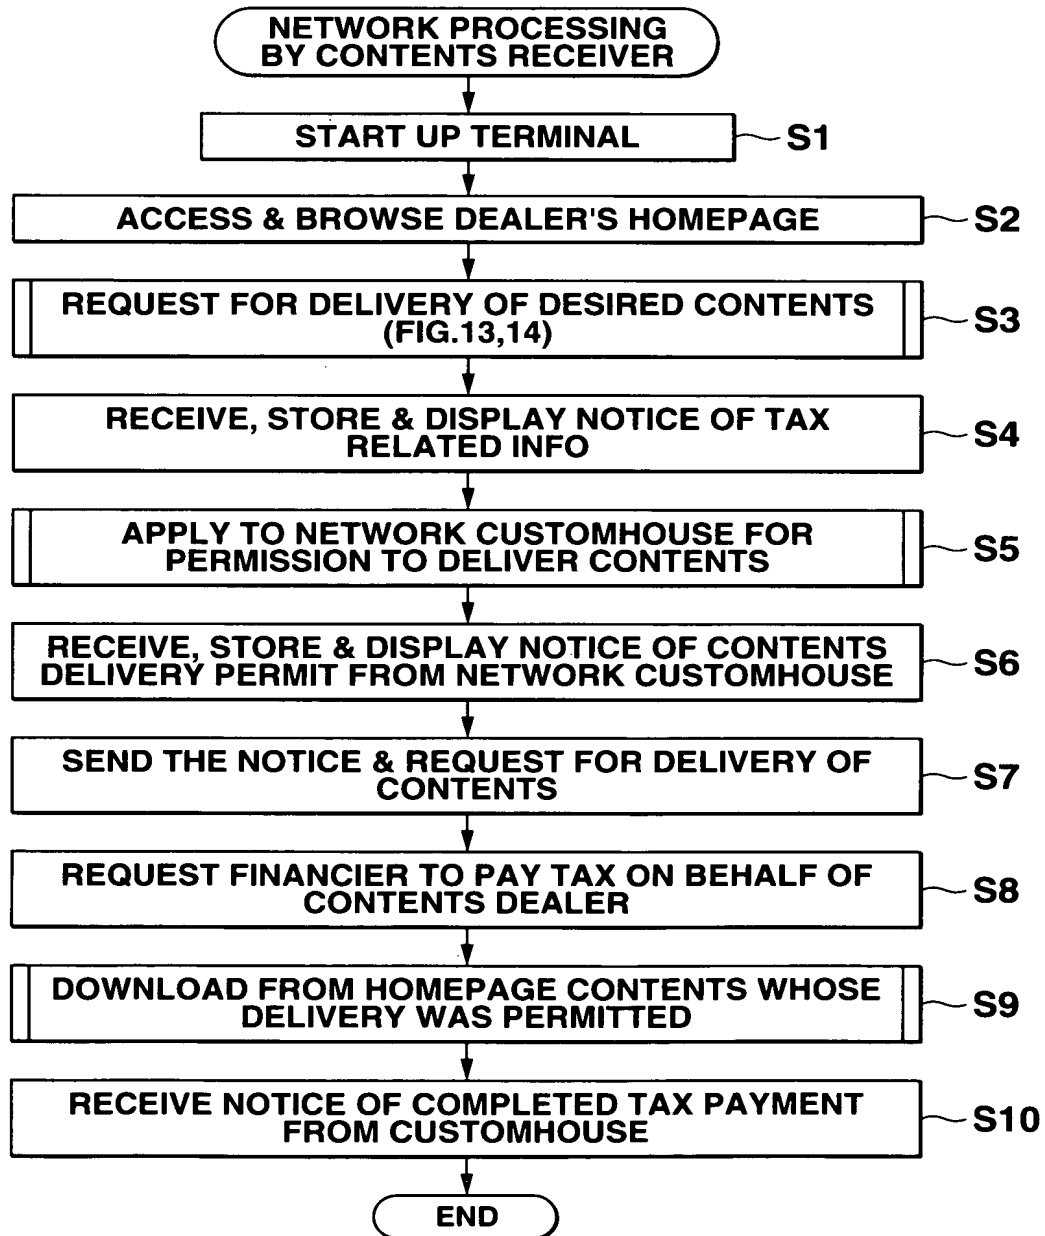 NETWORK PROCESSING
BY CONTENTS RECEIVER
START UP TERMINAL
S1
ACCESS & BROWSE DEALER'S HOMEPAGE
S2
REQUEST FOR DELIVERY OF DESIRED CONTENTS
(FIG.13,14)
S3
RECEIVE, STORE & DISPLAY NOTICE OF TAX
RELATED INFO
S4
APPLY TO NETWORK CUSTOMHOUSE FOR
PERMISSION TO DELIVER CONTENTS
S5
RECEIVE, STORE & DISPLAY NOTICE OF CONTENTS
DELIVERY PERMIT FROM NETWORK CUSTOMHOUSE
S6
SEND THE NOTICE & REQUEST FOR DELIVERY OF
CONTENTS
S7
REQUEST FINANCIER TO PAY TAX ON BEHALF OF
CONTENTS DEALER
S8
DOWNLOAD FROM HOMEPAGE CONTENTS WHOSE
DELIVERY WAS PERMITTED
S9
RECEIVE NOTICE OF COMPLETED TAX PAYMENT
FROM CUSTOMHOUSE
S10
END